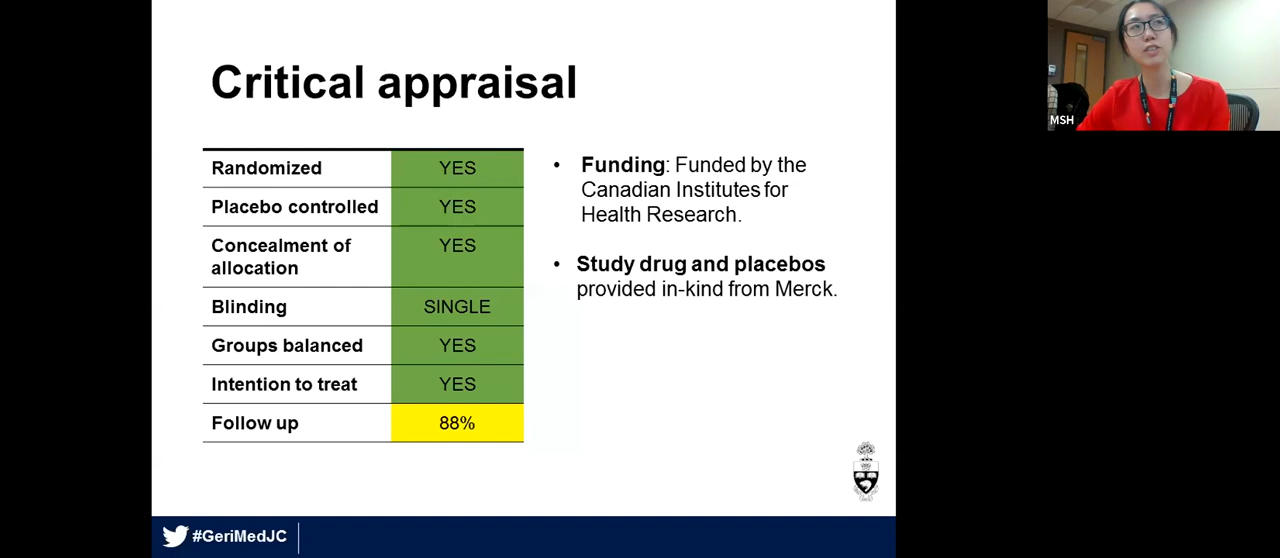 Critical appraisal
Randomized YES
Placebo controlled YES
Concealment of YES
allocation
Blinding SINGLE
Groups balanced YES
Intention to treat YES
Follow up 88%
• Funding: Funded by the
Canadian Institutes for
Health Research.
• Study drug and placebos
provided in-kind from Merck.
#GeriMedJC
MSH